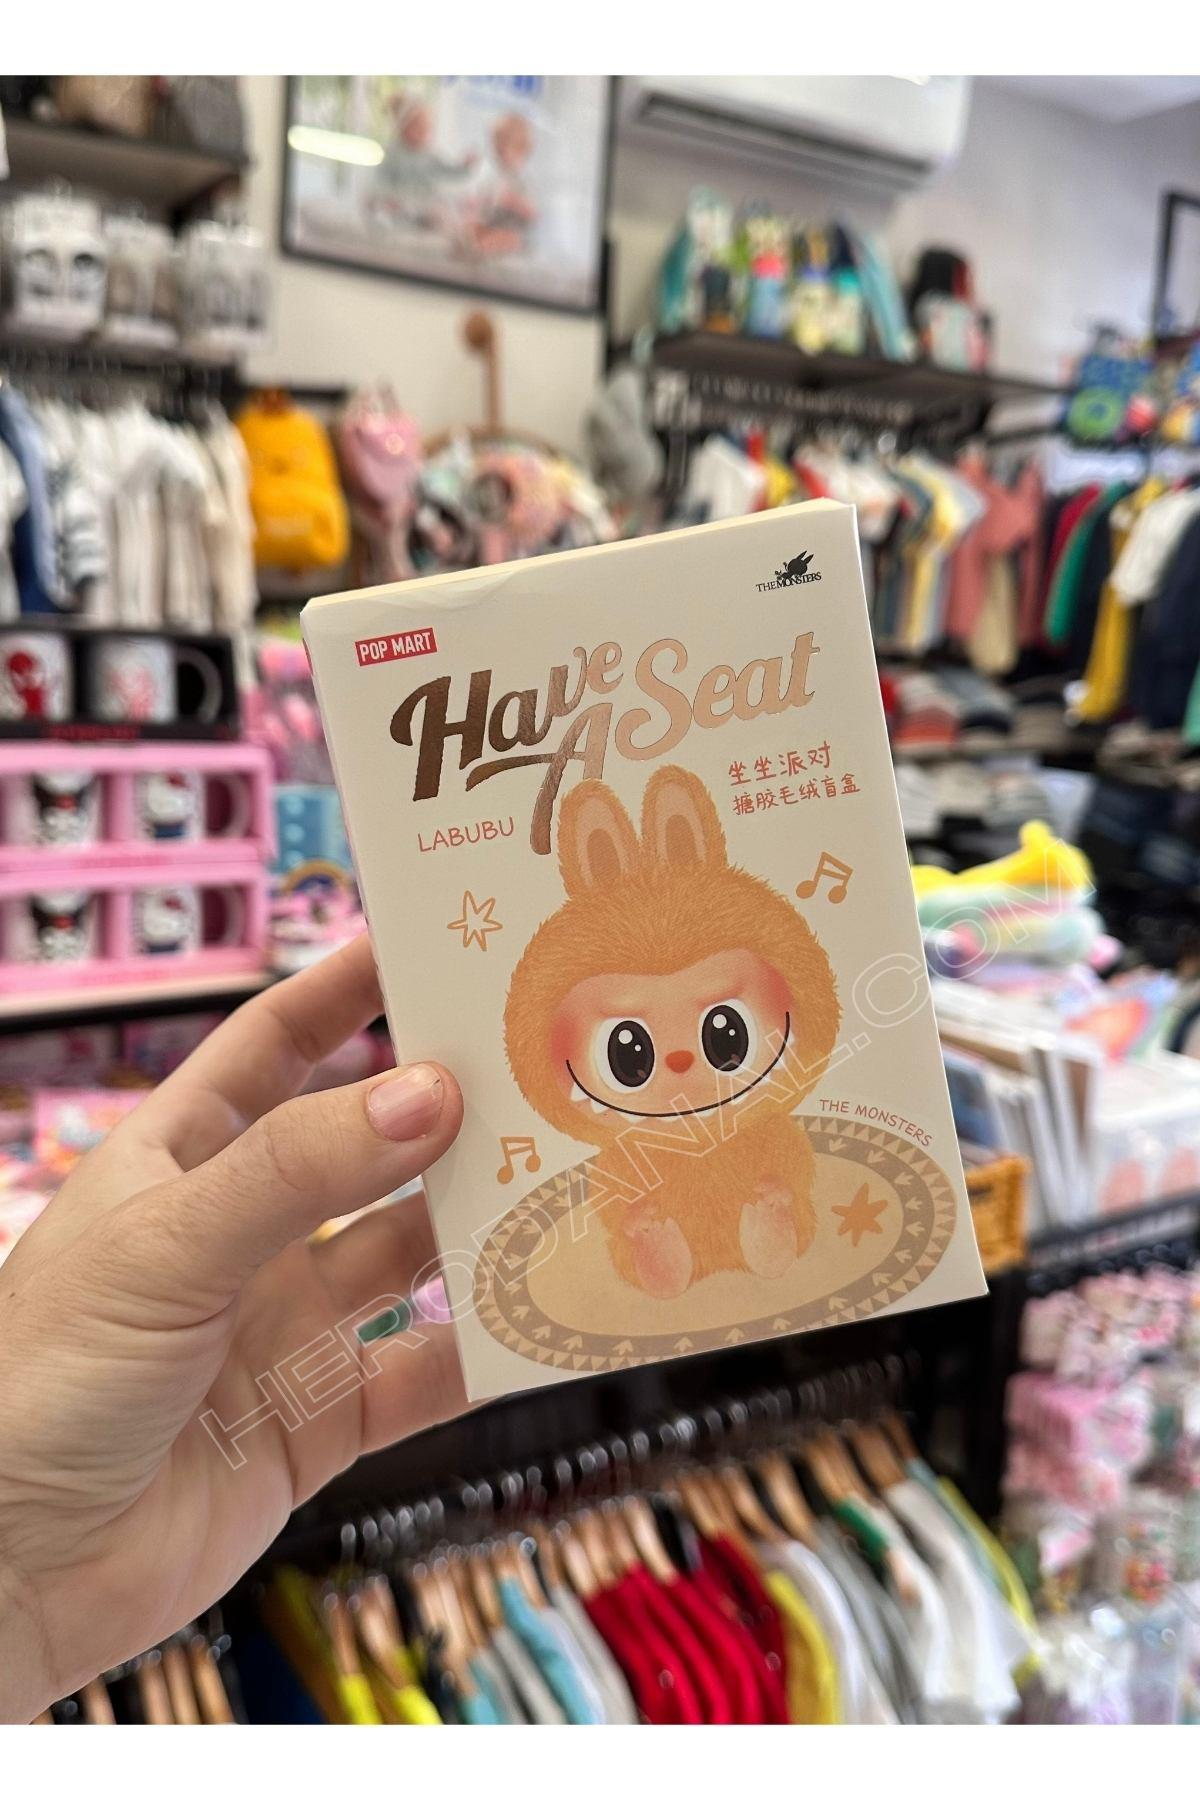 THE MONSTERS
POP MART
Have
A Seat
坐坐派对
搪胶毛绒盲盒
LABUBU
THE MONSTERS
HERODANAL.COM